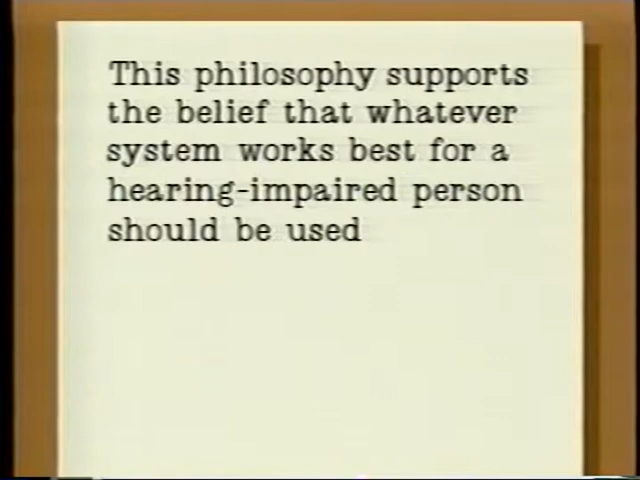 This philosophy supports
the belief that whatever
system works best for a
hearing-impaired person
should be used